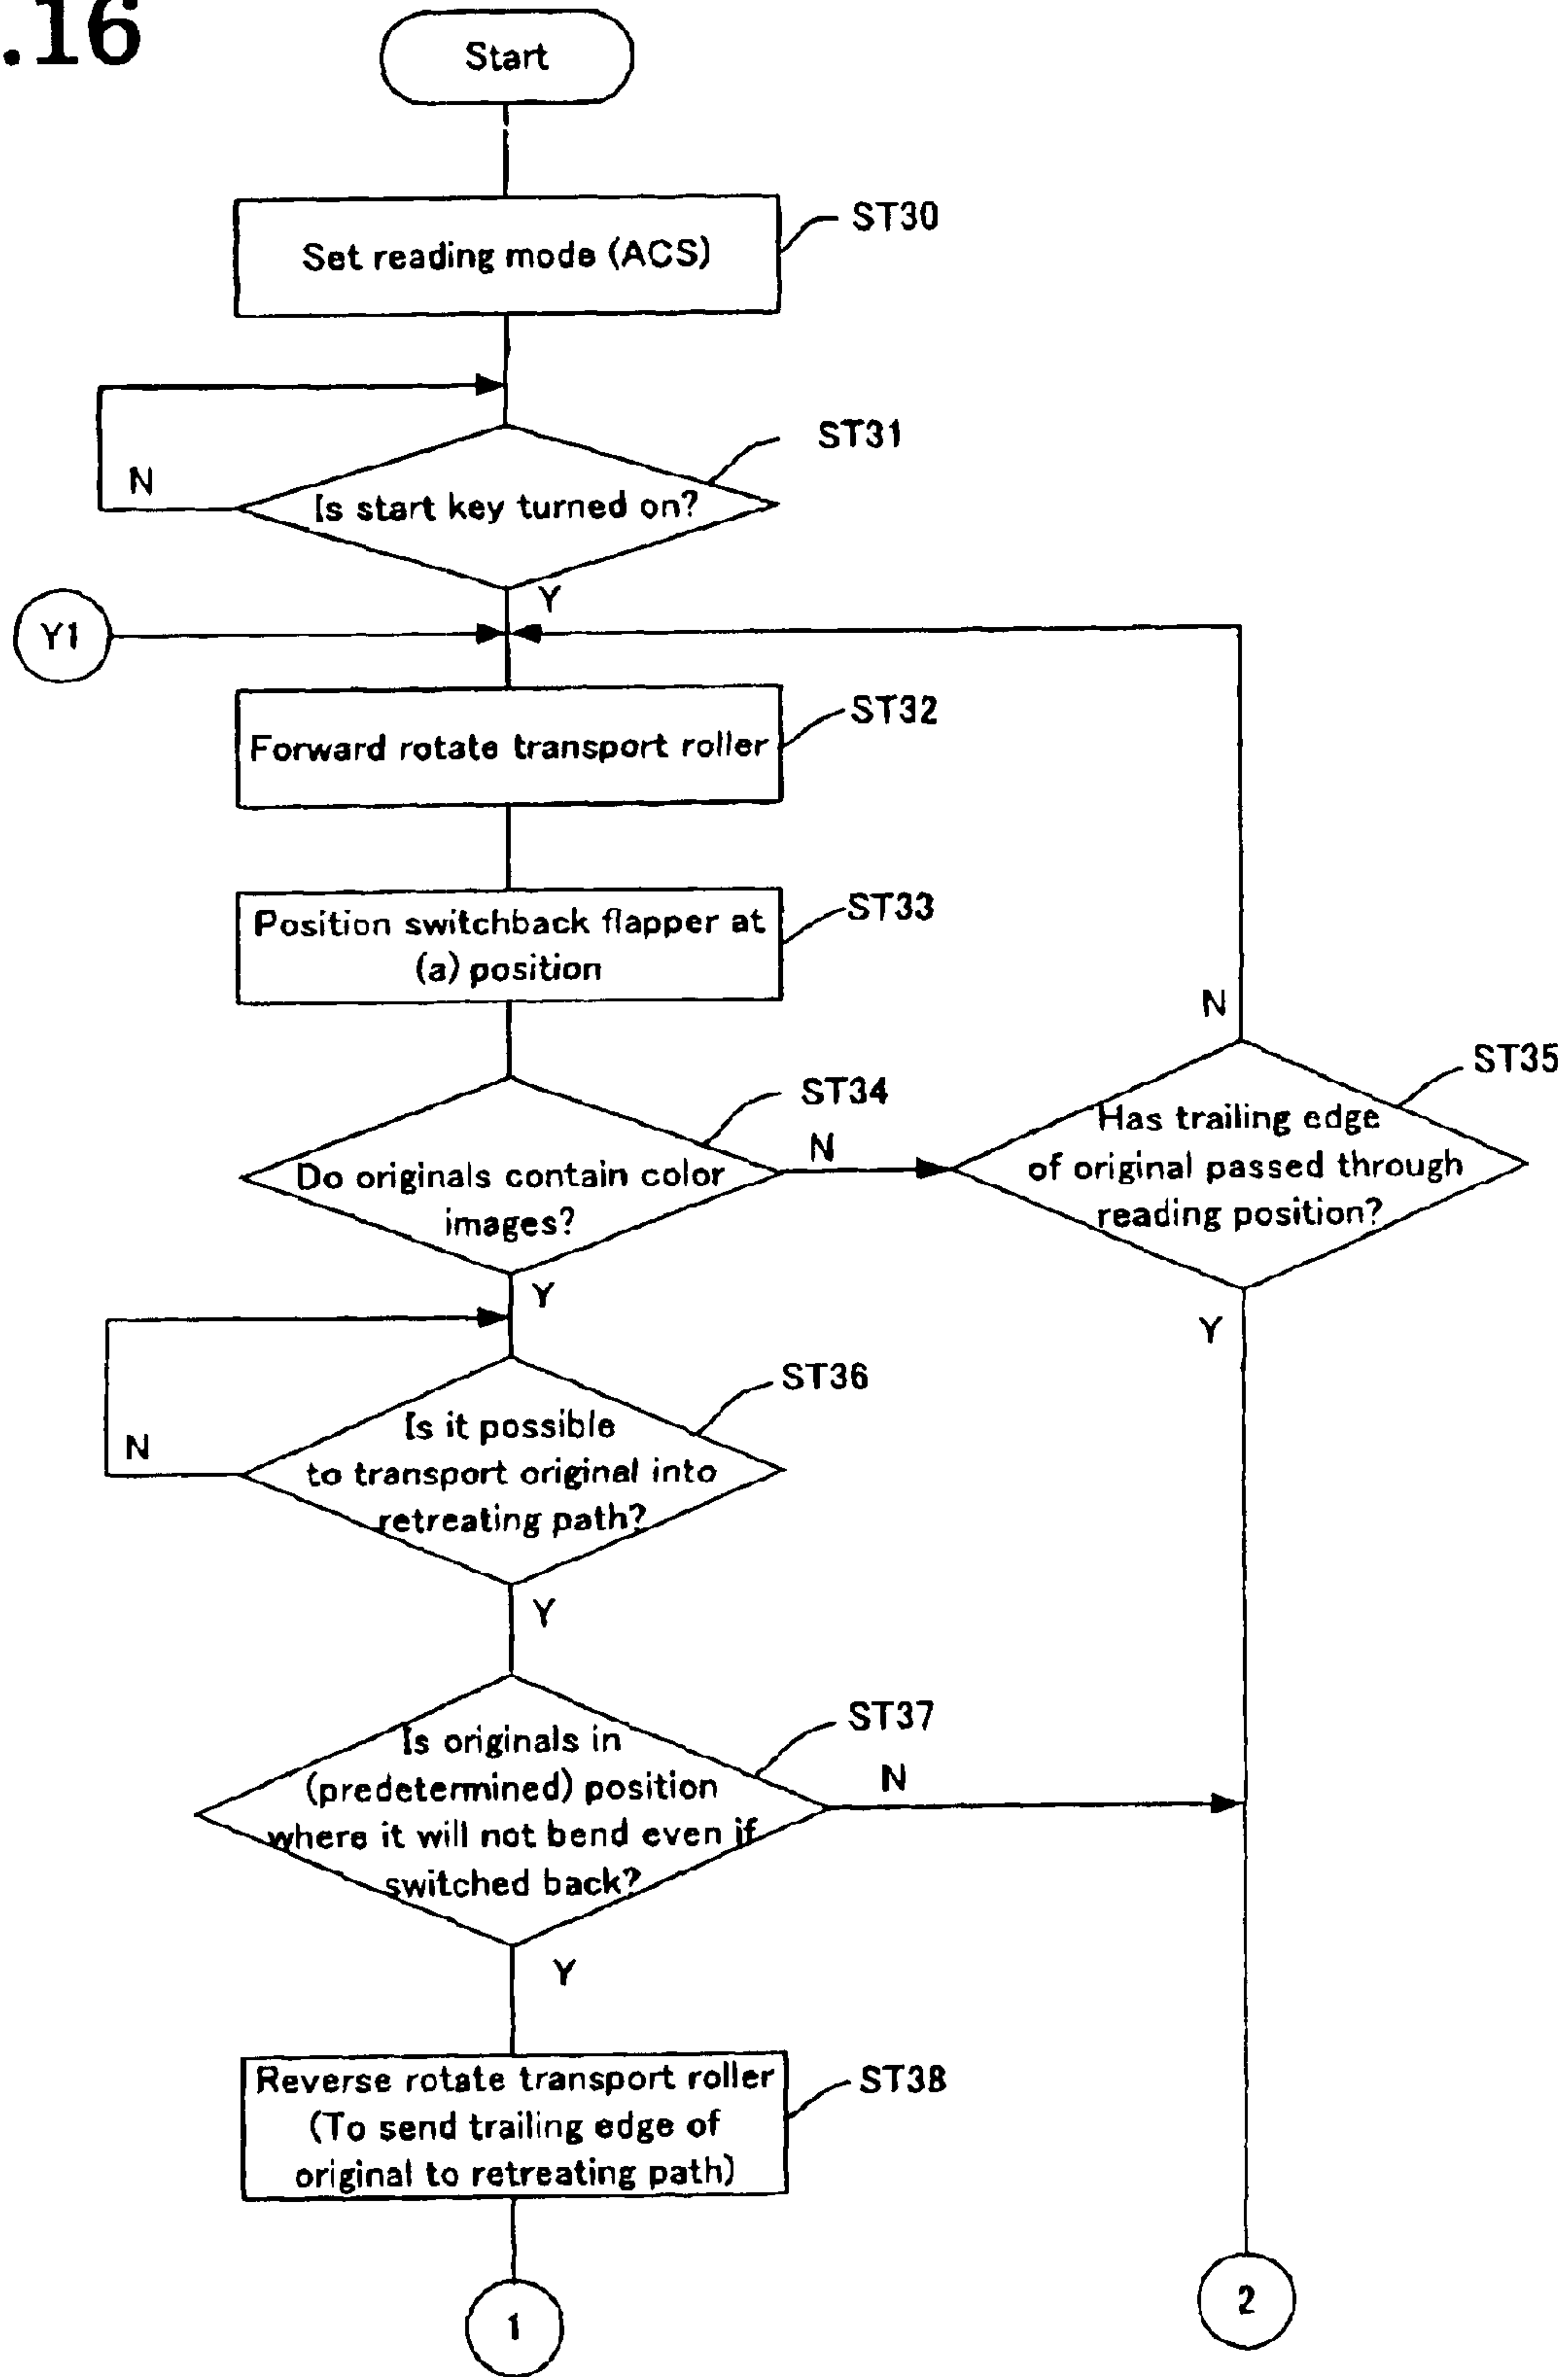 .16
Start
ST30
Set reading mode (ACS)
ST31
N
Is start key turned on?
Y
Y1
ST32
Forward rotate transport roller
ST33
Position switchback flapper at
(a) position
N
ST35
ST34
Has trailing edge
of original passed through
reading position?
N
Do originals contain color
images?
Y
Y
ST36
Is it possible
to transport original into
retreating path?
N
Y
ST37
Is originals in
(predetermined) position
where it will not bend even if
switched back?
N
Y
Reverse rotate transport roller
(To send trailing edge of
original to retreating path)
ST38
1
2